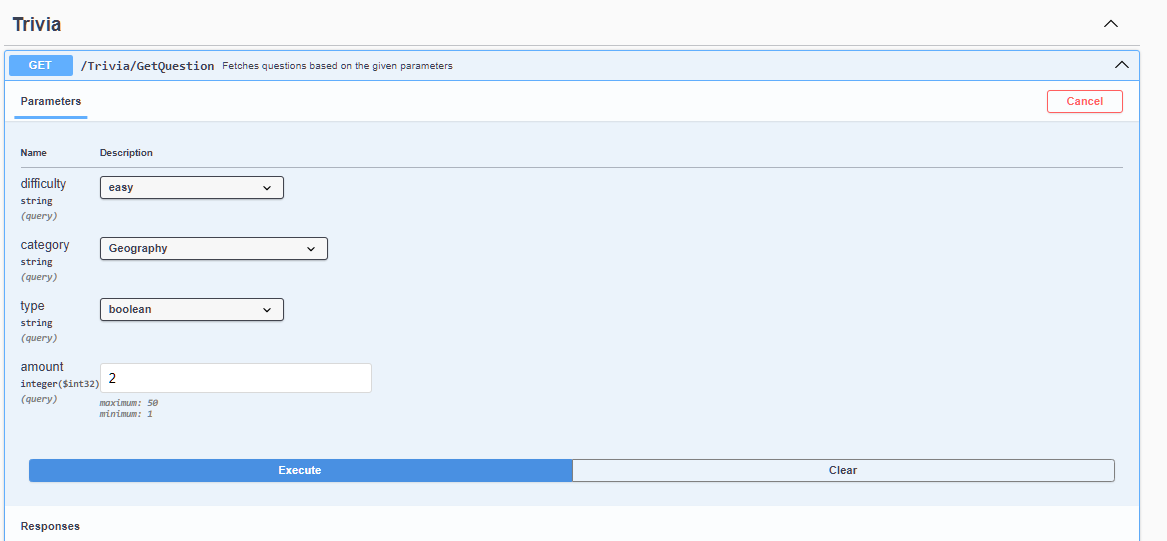 Trivia
GET /Trivia/GetQuestion Fetches questions based on the given parameters
Parameters
Cancel
Name Description
difficulty
string
(query)
easy
category
string
(query)
Geography
type
string
(query)
boolean
amount
integer($int32)
(query)
2
maximum: 50
minimum: 1
Execute Clear
Responses